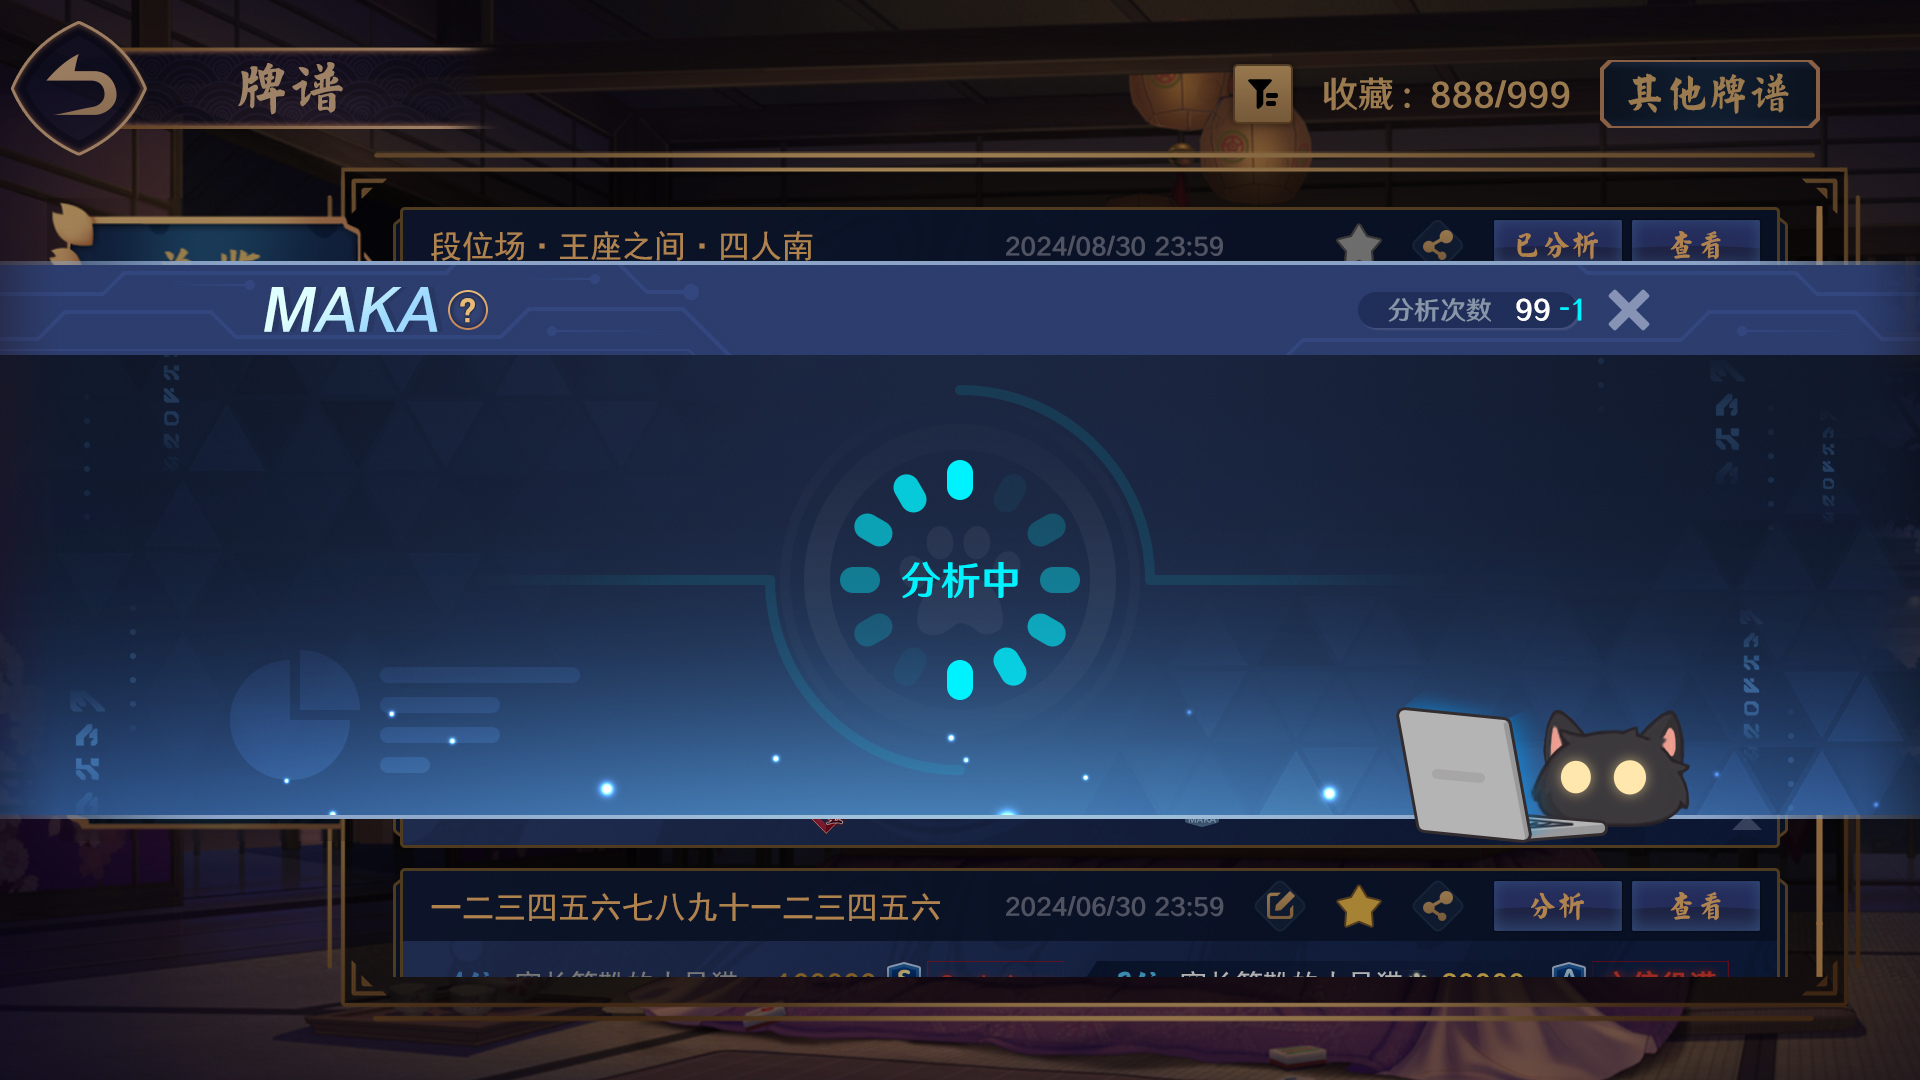 牌谱
收藏：888/999
其他牌谱
段位场·王座之间·四人南
2024/08/30 23:59
已分析
查看
MAKA
?
分析次数 99 -1
分析中
MAKA
一二三四五六七八九十一二三四五六
2024/06/30 23:59
分析
查看